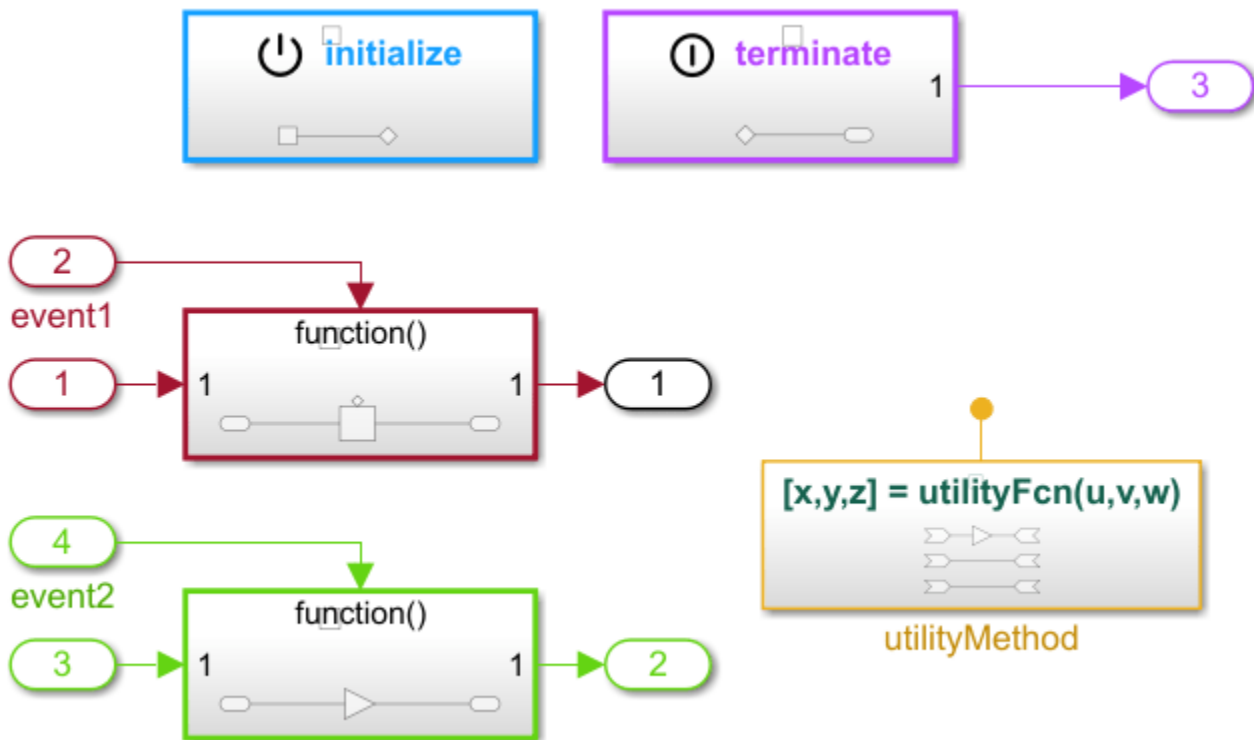 initialize
terminate
1
3
2
event1
function()
1
1
1
1
[x,y,z] = utilityFcn(u,v,w)
utilityMethod
4
event2
function()
3
1
1
2